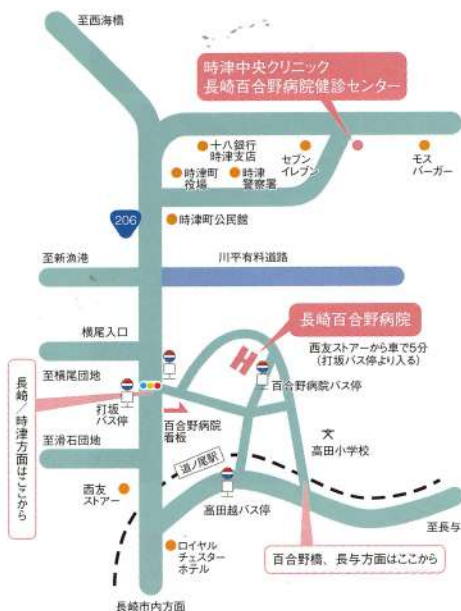 至西海橋
時津中央クリニック
長崎百合野病院健診センター
十八銀行
時津支店
時津町
役場
時津
警察署
セブン
イレブン
モス
バーガー
206
時津町公民館
至新漁港
川平有料道路
横尾入口
長崎百合野病院
西友ストアーから車で5分
(打坂バス停より入る)
至横尾団地
打坂
バス停
百合野病院バス停
長崎/時津方面はここから
百合野病院
看板
高田小学校
至滑石団地
道ノ尾駅
西友
ストアー
高田越バス停
至長与
ロイヤル
チェスター
ホテル
百合野橋、長与方面はここから
長崎市内方面